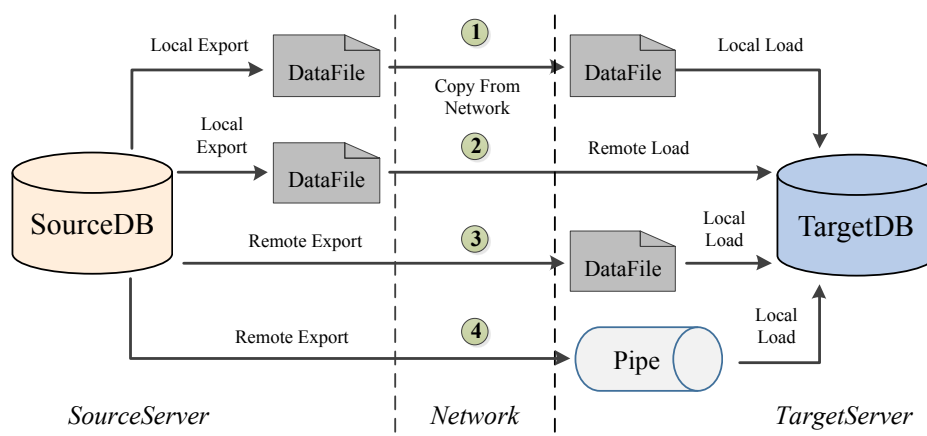 1
Local Export
DataFile
Copy From
Network
DataFile
Local Load
Local
Export
DataFile
2
Remote Load
SourceDB
TargetDB
Remote Export
3
DataFile
Local
Load
Remote Export
4
Pipe
Local
Load
SourceServer
Network
TargetServer